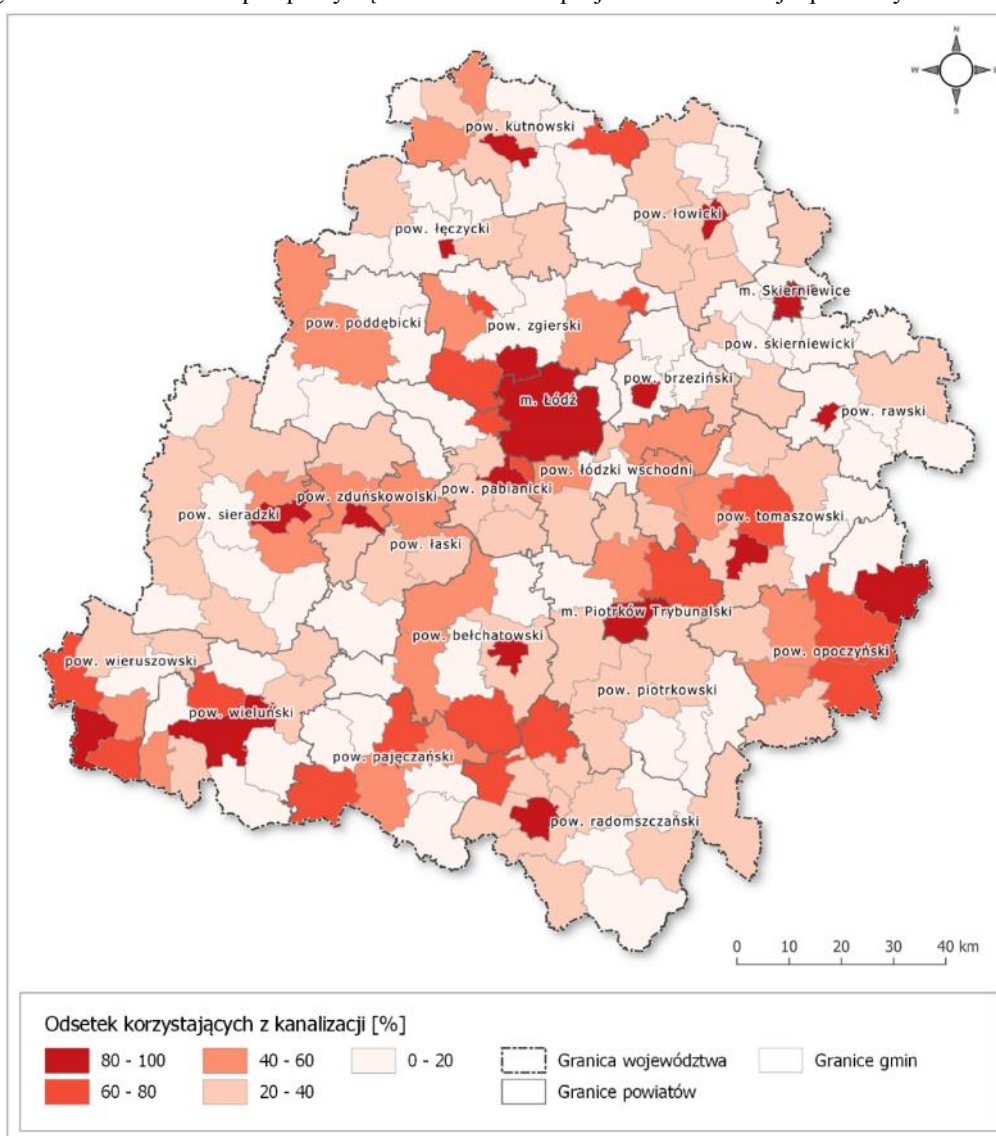 N
W E
S
pow. kutnowski
pow. łowicki
pow. łęczycki
m. Skierniewice
pow. poddębicki
pow. zgierski
pow. skierniewicki
pow. brzeziński
m. Łódź
pow. rawski
pow. łódzki wschodni
pow. zduńskowolski
pow. pabianicki
pow. sieradzki
pow. tomaszowski
pow. łaski
m. Piotrków Trybunalski
pow. bełchatowski
pow. opoczyński
pow. wieruszowski
pow. piotrkowski
pow. wieluński
pow. pajęczański
pow. radomszczański
0 10 20 30 40 km
Odsetek korzystających z kanalizacji [%]
80 - 100 40 - 60 0 - 20 Granica województwa Granice gmin
60 - 80 20 - 40 Granice powiatów